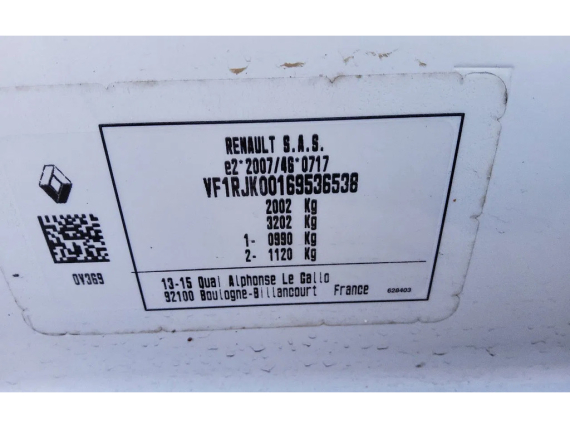 RENAULT S.A.S.
e2*2007/46*0717
VF1RJK00169536538
2002 Kg
3202 Kg
1- 0990 Kg
2- 1120 Kg
0V369
13-15 Quai Alphonse Le Gallo
92100 Boulogne-Billancourt France
628403